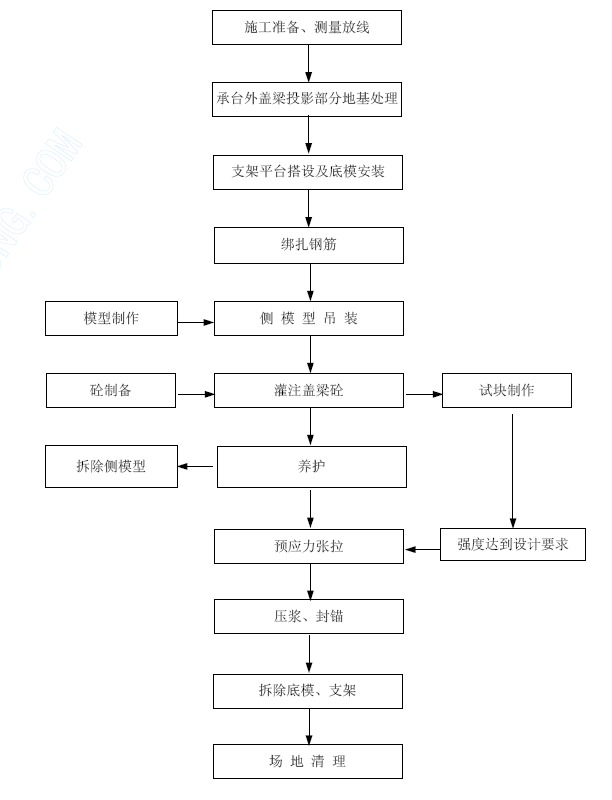 施工准备、测量放线
承台外盖梁投影部分地基处理
支架平台搭设及底模安装
绑扎钢筋
模型制作
侧 模 型 吊 装
砼制备
灌注盖梁砼
试块制作
拆除侧模型
养护
预应力张拉
强度达到设计要求
压浆、封锚
拆除底模、支架
场 地 清 理
NG. COM